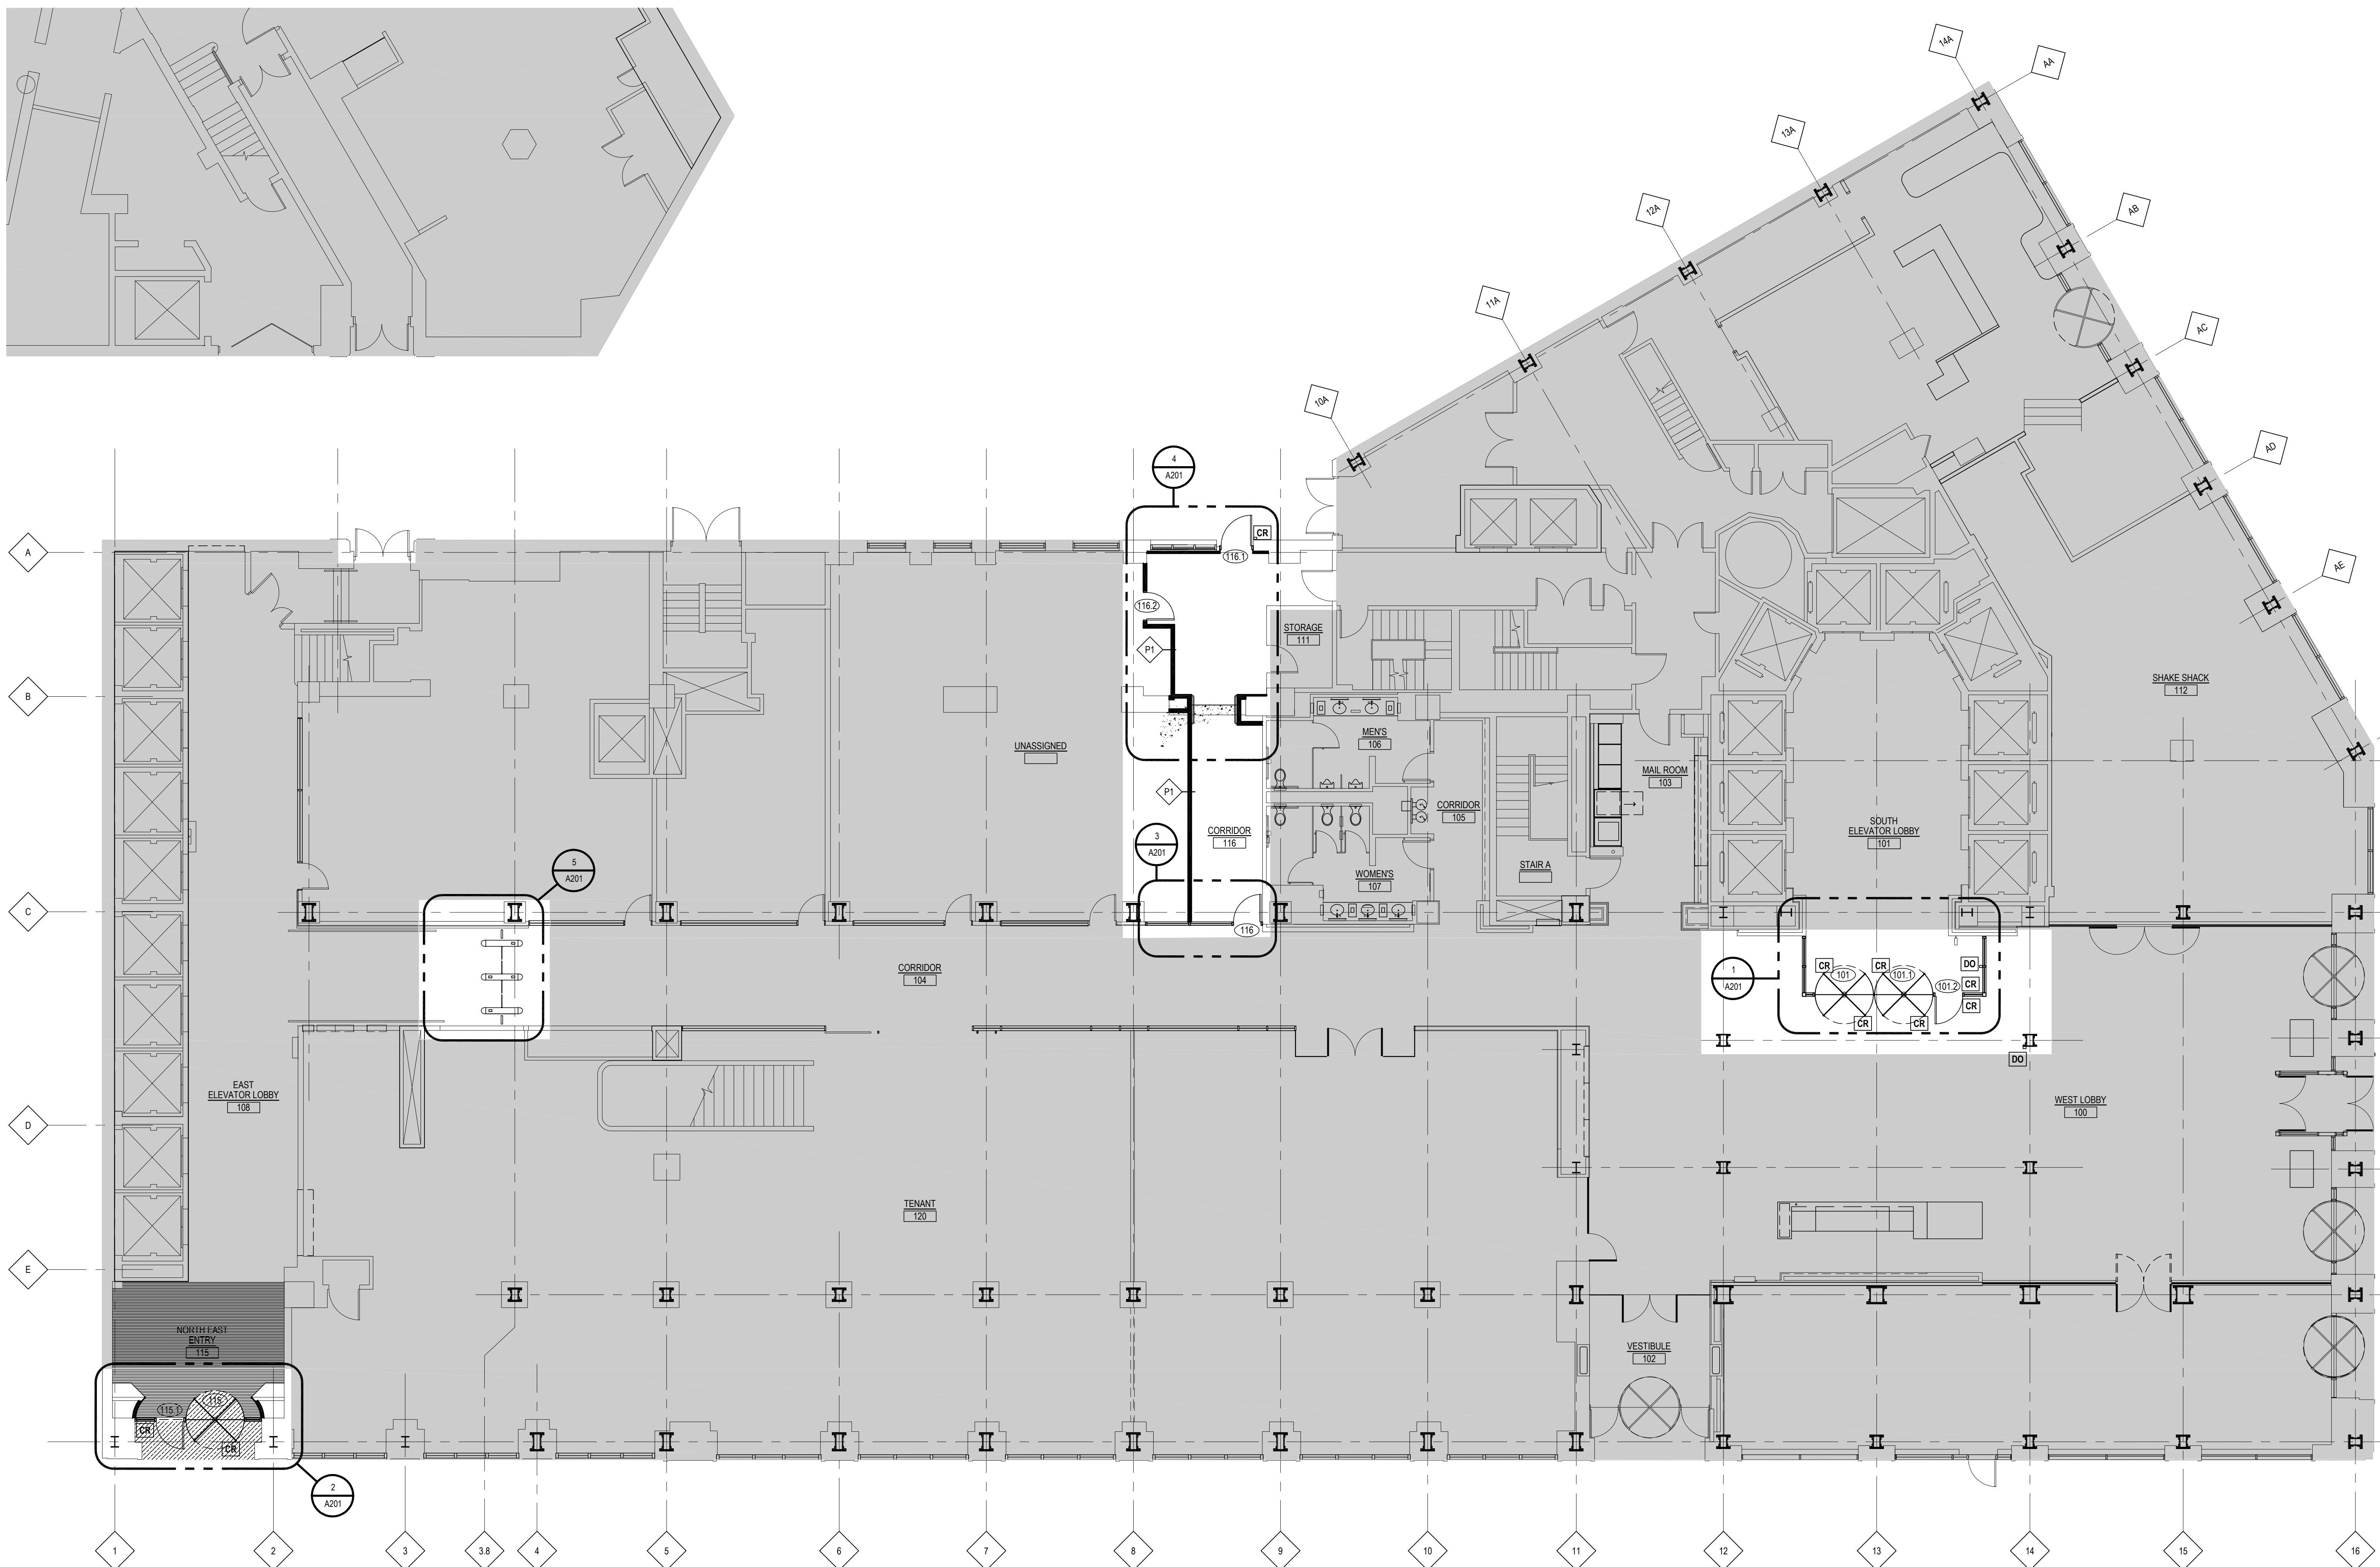 14A
AA
13A
AB
12A
11A
AC
10A
AD
4
A201
AE
A
CR
116.1
116.2
STORAGE
111
P1
B
SHAKE SHACK
112
UNASSIGNED
MEN'S
106
MAIL ROOM
103
P1
CORRIDOR
105
SOUTH
ELEVATOR LOBBY
101
CORRIDOR
116
3
A201
5
A201
STAIR A
WOMEN'S
107
C
116
CORRIDOR
104
1
A201
CR
101
CR
101.1
DO
CR
101.2
CR
CR
CR
DO
EAST
ELEVATOR LOBBY
108
WEST LOBBY
100
D
TENANT
120
E
NORTH EAST
ENTRY
115
VESTIBULE
102
115
115.1
CR
CR
2
A201
1
2
3
3.8
4
5
6
7
8
9
10
11
12
13
14
15
16